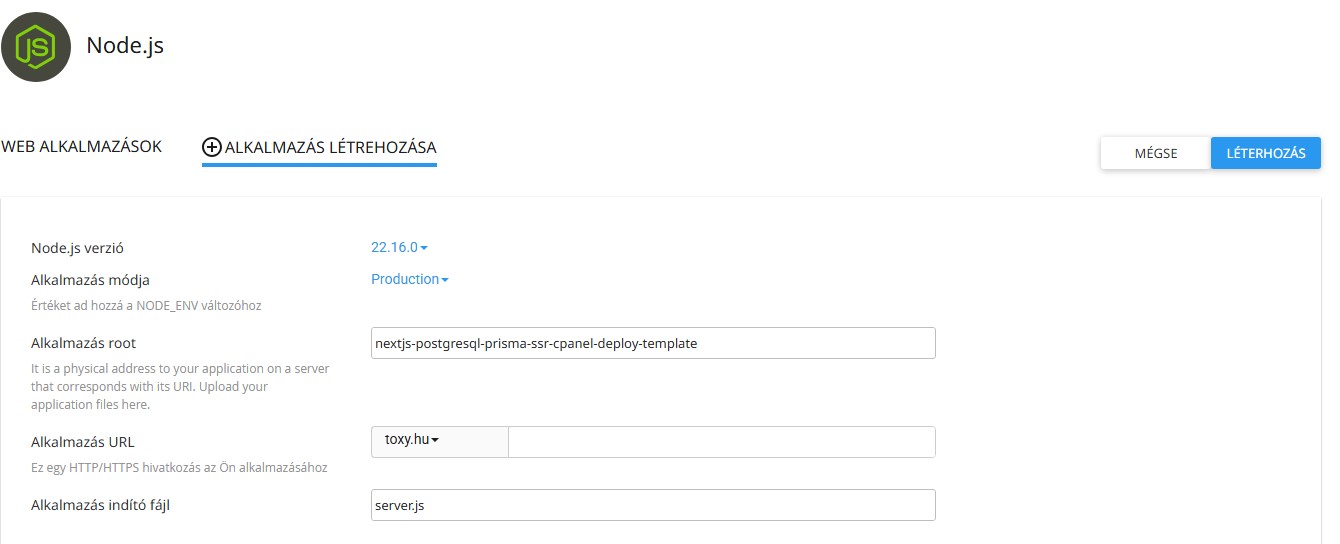 JS
Node.js
WEB ALKALMAZÁSOK
ALKALMAZÁS LÉTREHOZÁSA
MÉGSE
LÉTERHOZÁS
Node.js verzió
22.16.0
Alkalmazás módja
Production
Értéket ad hozzá a NODE_ENV változóhoz
Alkalmazás root
nextjs-postgresql-prisma-ssr-cpanel-deploy-template
It is a physical address to your application on a server
that corresponds with its URI. Upload your
application files here.
Alkalmazás URL
toxy.hu
Ez egy HTTP/HTTPS hivatkozás az Ön alkalmazásához
Alkalmazás indító fájl
server.js